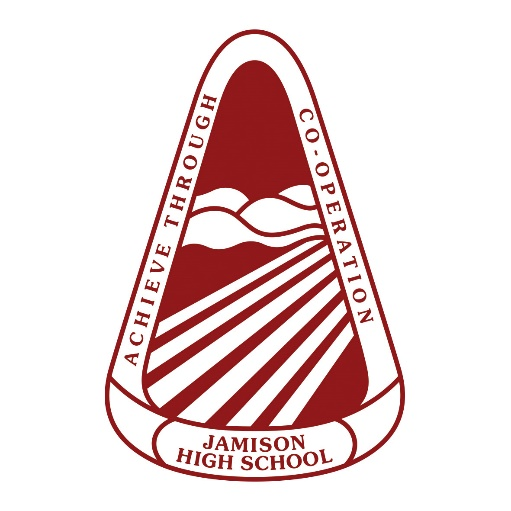 ACHIEVE THROUGH
CO-OPERATION
JAMISON
HIGH SCHOOL